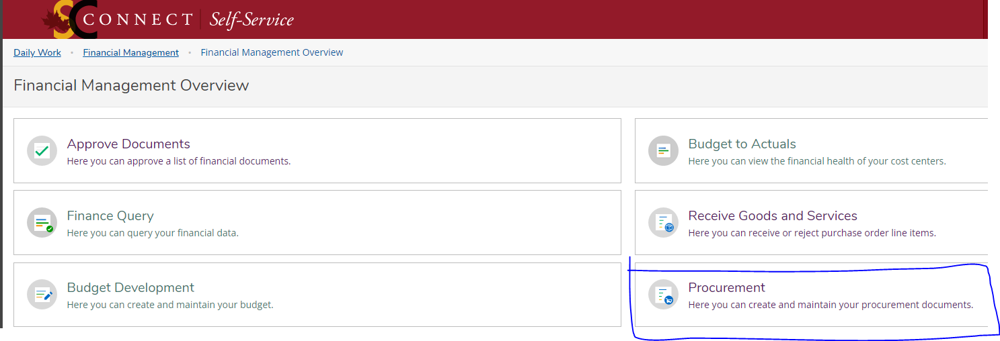 SC CONNECT | Self-Service
Daily Work • Financial Management • Financial Management Overview
Financial Management Overview
Approve Documents
Here you can approve a list of financial documents.
Budget to Actuals
Here you can view the financial health of your cost centers.
Finance Query
Here you can query your financial data.
Receive Goods and Services
Here you can receive or reject purchase order line items.
Budget Development
Here you can create and maintain your budget.
Procurement
Here you can create and maintain your procurement documents.